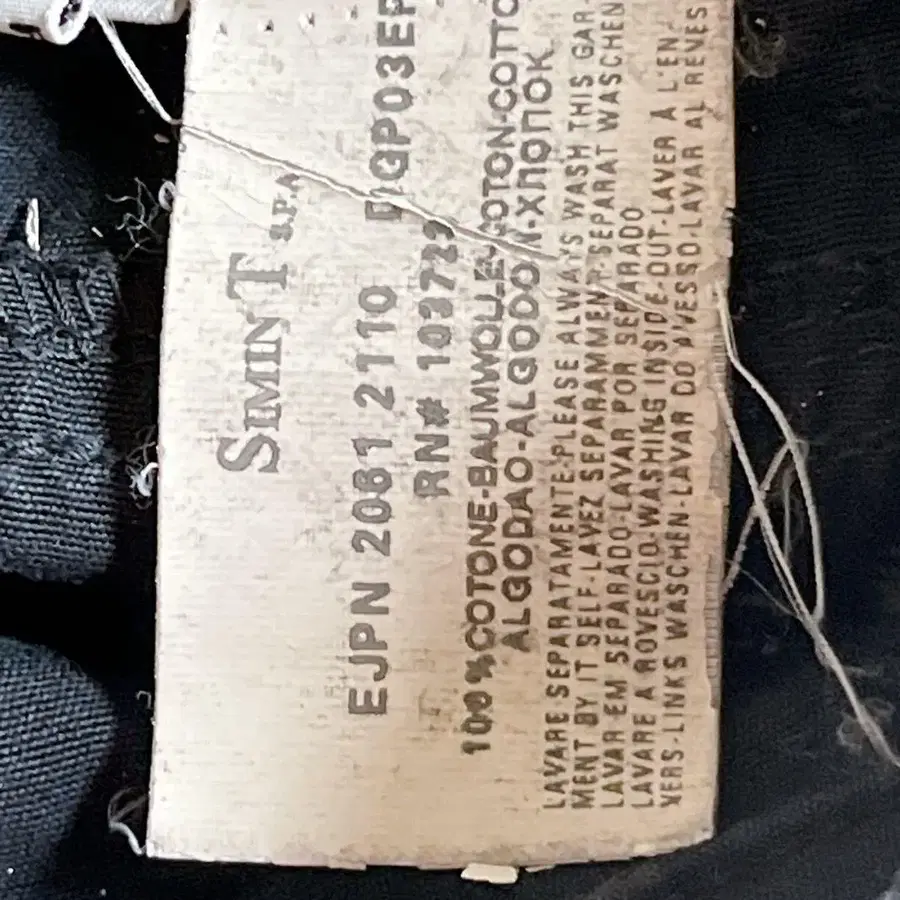 SIMINT S.P.A
EJPN 2061 2110
RN# 10372
100%COTONE-BAUMWOLLE-COTON-COTTO
ALGODAO-ALGODON-ХЛОПОК
LAVARE SEPARATAMENTE-PLEASE ALWAYS WASH THIS GAR-
MENT BY IT SELF-LAVEZ SEPARAMMENT-SEPARAT WASCHEN
LAVAR EM SEPARADO-LAVAR POR SEPARADO
LAVARE A ROVESCIO-WASHING INSIDE-OUT-LAVER À L'EN-
VERS-LINKS WASCHEN-LAVAR DO AVESSO-LAVAR AL REVES